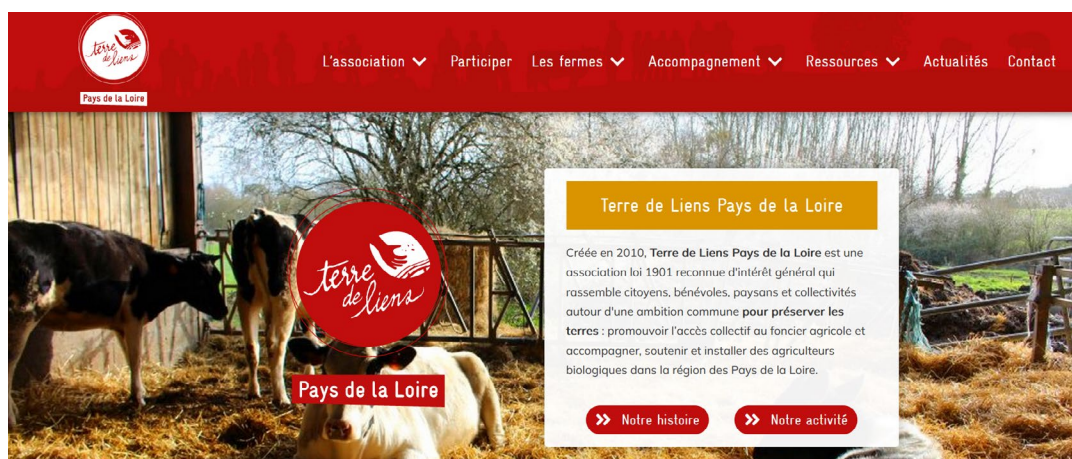 terre de liens
Pays de la Loire
L'association
Participer
Les fermes
Accompagnement
Ressources
Actualités
Contact
terre
de liens
Pays de la Loire
Terre de Liens Pays de la Loire
Créée en 2010, Terre de Liens Pays de la Loire est une
association loi 1901 reconnue d'intérêt général qui
rassemble citoyens, bénévoles, paysans et collectivités
autour d'une ambition commune pour préserver les
terres : promouvoir l'accès collectif au foncier agricole et
accompagner, soutenir et installer des agriculteurs
biologiques dans la région des Pays de la Loire.
Notre histoire
Notre activité